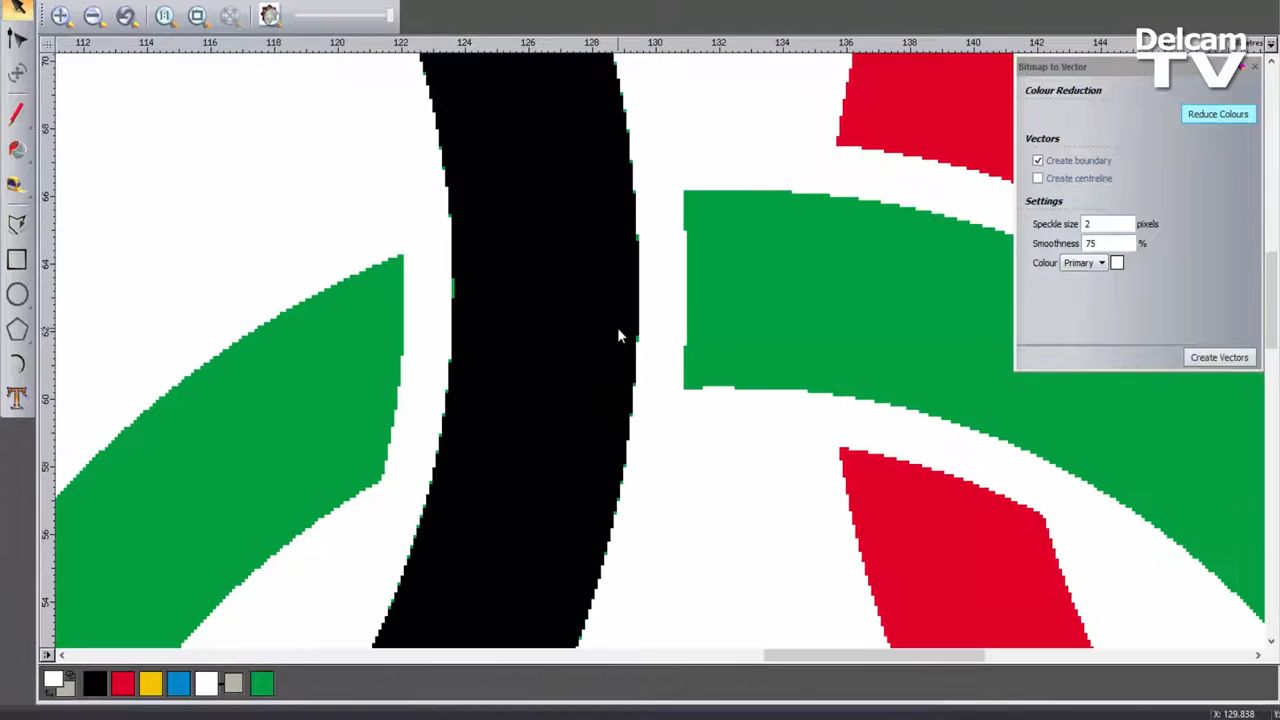 112 114 116 118 120 122 124 126 128 130 132 134 136 138 140 142 144 metres
Delcam
TV
Bitmap to Vector
Colour Reduction
Reduce Colours
Vectors
Create boundary
Create centreline
Settings
Speckle size 2 pixels
Smoothness 75 %
Colour Primary
Create Vectors
70
68
66
64
62
60
58
56
54
T
X: 129.838 Y: